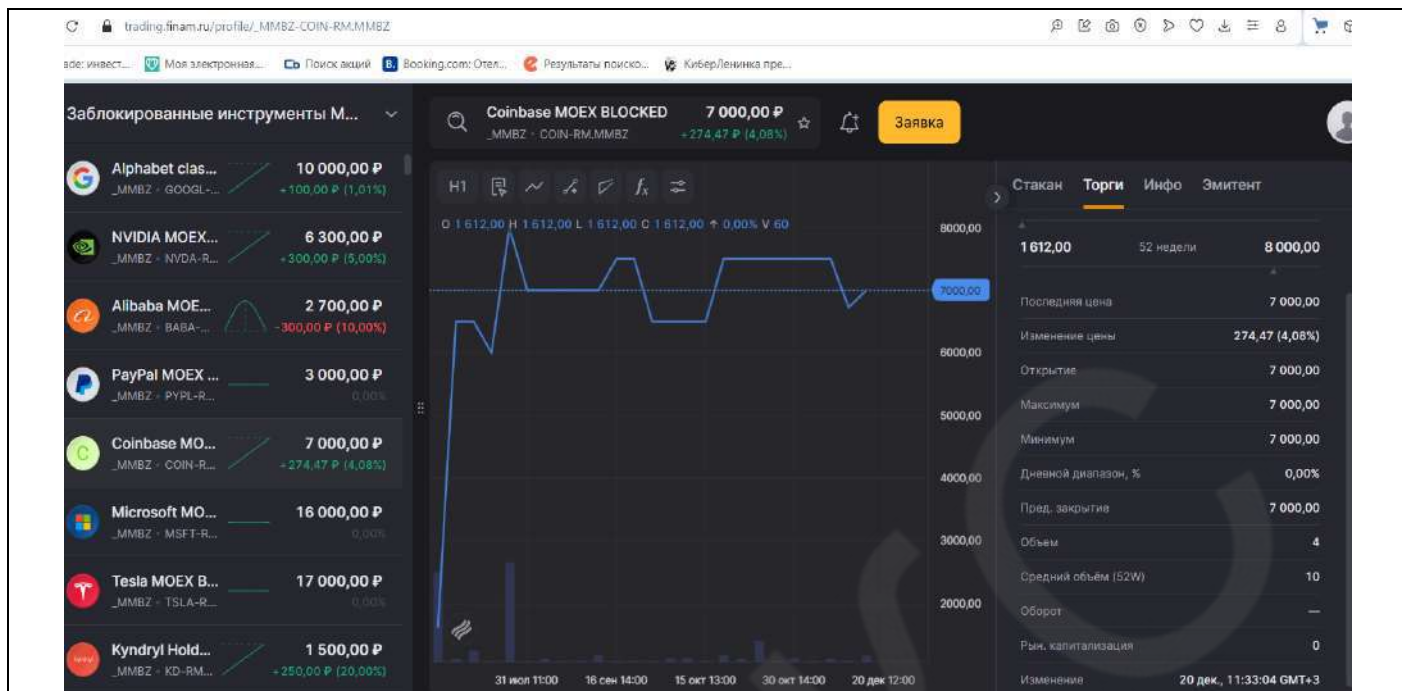 trading.finam.ru/profile/_MMBZ-COIN-RM.MMBZ
ade: инвест... Моя электронная... Поиск акций Booking.com: Отел... Результаты поиско... КиберЛенинка пре...
Заблокированные инструменты М...
Alphabet clas... 10 000,00 ₽
_MMBZ · GOOGL-... +100,00 ₽ (1,01%)
NVIDIA MOEX... 6 300,00 ₽
_MMBZ · NVDA-R... +300,00 ₽ (5,00%)
Alibaba MOE... 2 700,00 ₽
_MMBZ · BABA-... -300,00 ₽ (10,00%)
PayPal MOEX ... 3 000,00 ₽
_MMBZ · PYPL-R... 0,00%
Coinbase MO... 7 000,00 ₽
_MMBZ · COIN-R... +274,47 ₽ (4,08%)
Microsoft MO... 16 000,00 ₽
_MMBZ · MSFT-R... 0,00%
Tesla MOEX B... 17 000,00 ₽
_MMBZ · TSLA-R... 0,00%
Kyndryl Hold... 1 500,00 ₽
_MMBZ · KD-RM... +250,00 ₽ (20,00%)
Coinbase MOEX BLOCKED 7 000,00 ₽
_MMBZ · COIN-RM.MMBZ +274,47 ₽ (4,08%)
Заявка
H1
O 1 612,00 H 1 612,00 L 1 612,00 C 1 612,00 ↑ 0,00% V 60
8000,00
7000,00
6000,00
5000,00
4000,00
3000,00
2000,00
31 июл 11:00 16 сен 14:00 15 окт 13:00 30 окт 14:00 20 дек 12:00
Стакан Торги Инфо Эмитент
1 612,00 52 недели 8 000,00
Последняя цена 7 000,00
Изменение цены 274,47 (4,08%)
Открытие 7 000,00
Максимум 7 000,00
Минимум 7 000,00
Дневной диапазон, % 0,00%
Пред. закрытие 7 000,00
Объем 4
Средний объём (52W) 10
Оборот —
Рын. капитализация 0
Изменение 20 дек., 11:33:04 GMT+3